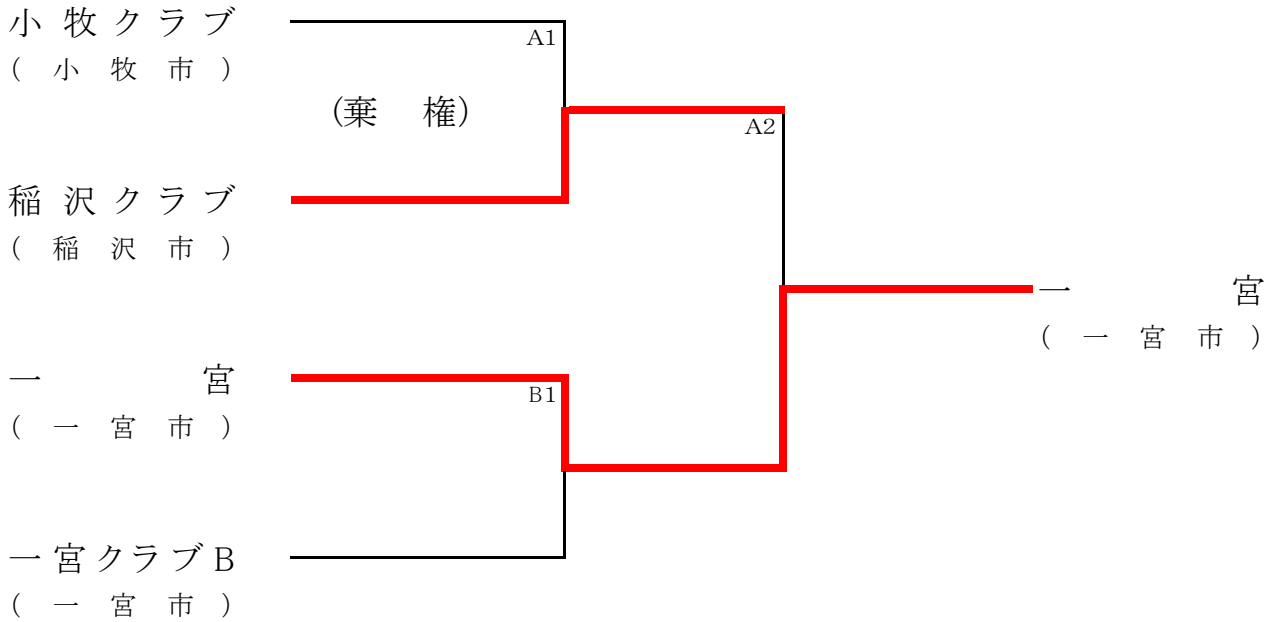 小牧クラブ
(小牧市)
A1
(棄権)
A2
稲沢クラブ
(稲沢市)
一宮
(一宮市)
一宮
(一宮市)
B1
一宮クラブB
(一宮市)